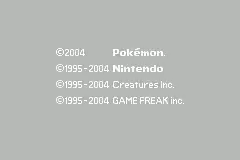 ©2004 Pokémon.
©1995-2004 Nintendo
©1995-2004 Creatures Inc.
©1995-2004 GAME FREAK inc.